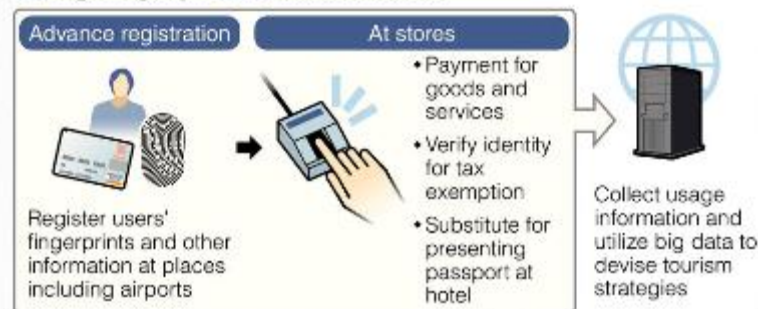 Advance registration
At stores
Register users'
fingerprints and other
information at places
including airports
• Payment for
goods and
services
• Verify identity
for tax
exemption
• Substitute for
presenting
passport at
hotel
Collect usage
information and
utilize big data to
devise tourism
strategies